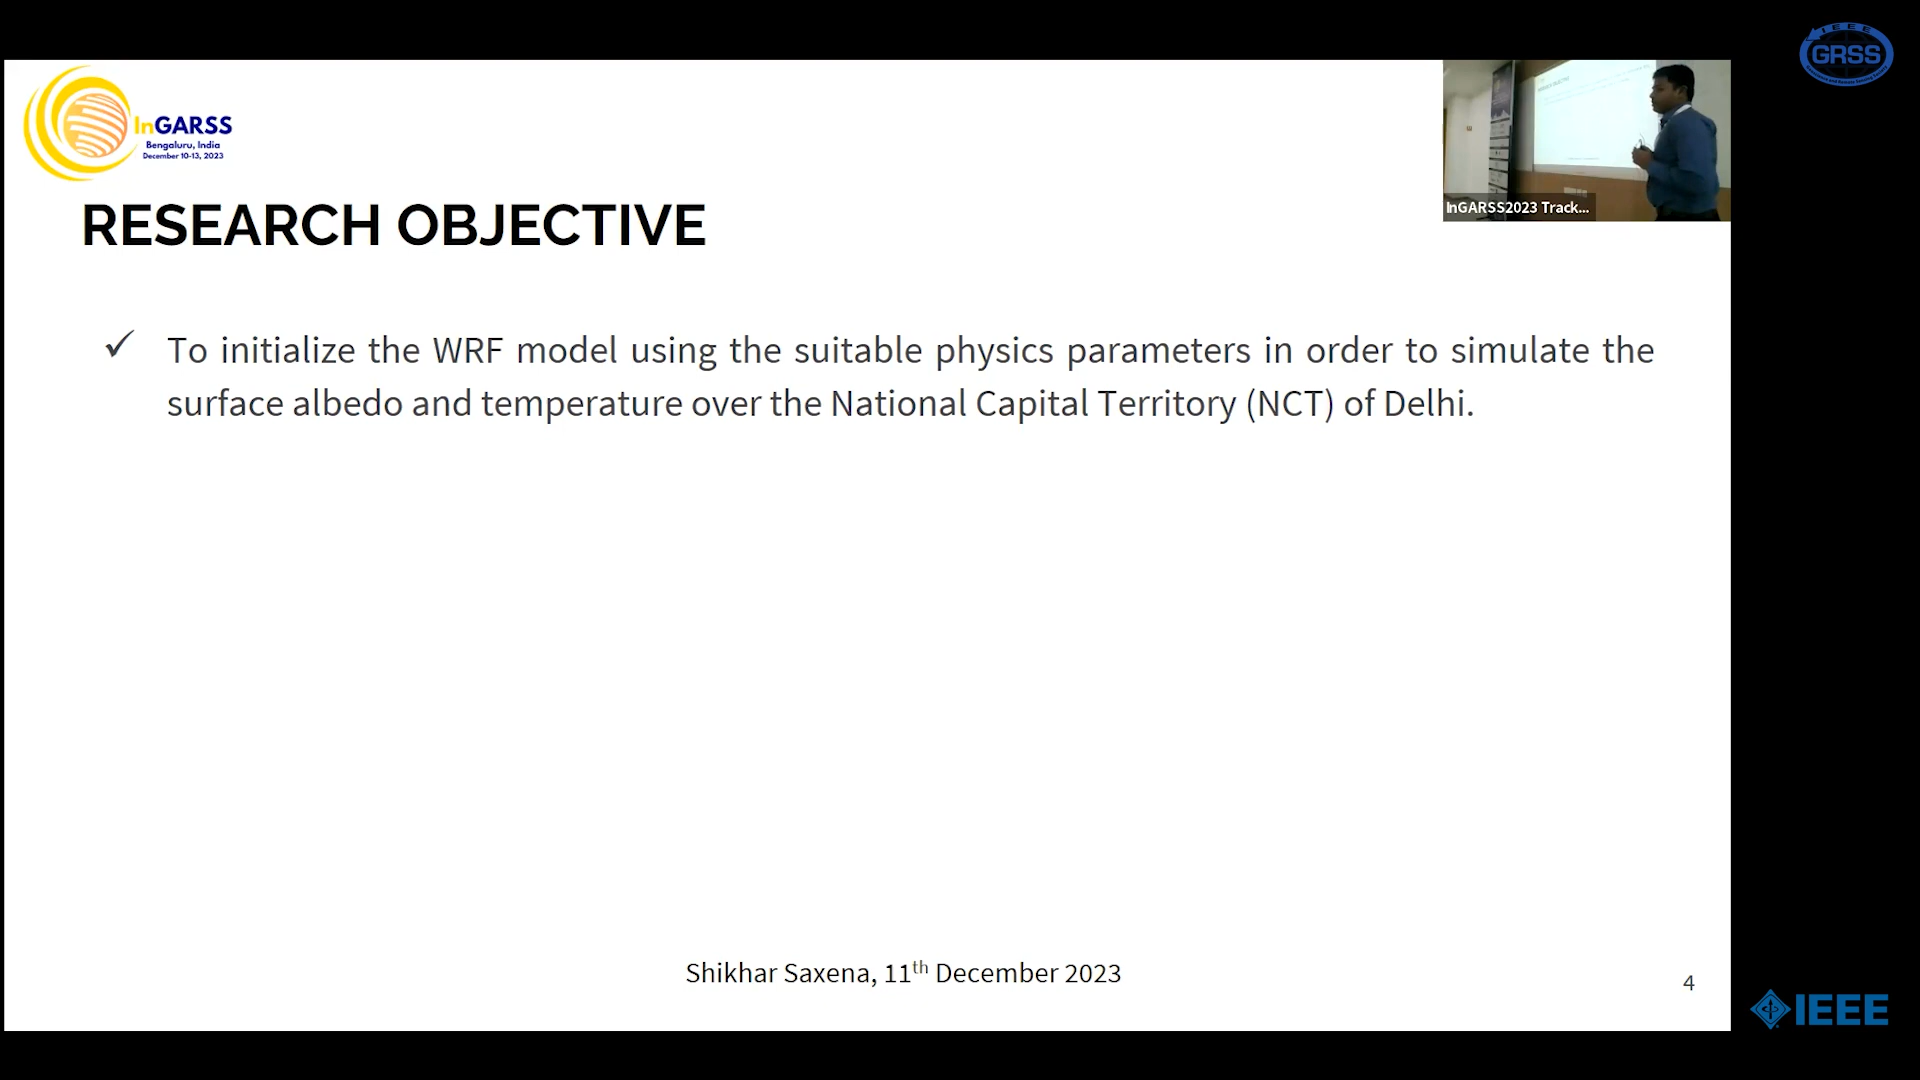 IEEE
GRSS
InGARSS
Bengaluru, India
December 10-13, 2023
InGARSS2023 Track...
RESEARCH OBJECTIVE
✓ To initialize the WRF model using the suitable physics parameters in order to simulate the
surface albedo and temperature over the National Capital Territory (NCT) of Delhi.
Shikhar Saxena, 11th December 2023
4
IEEE